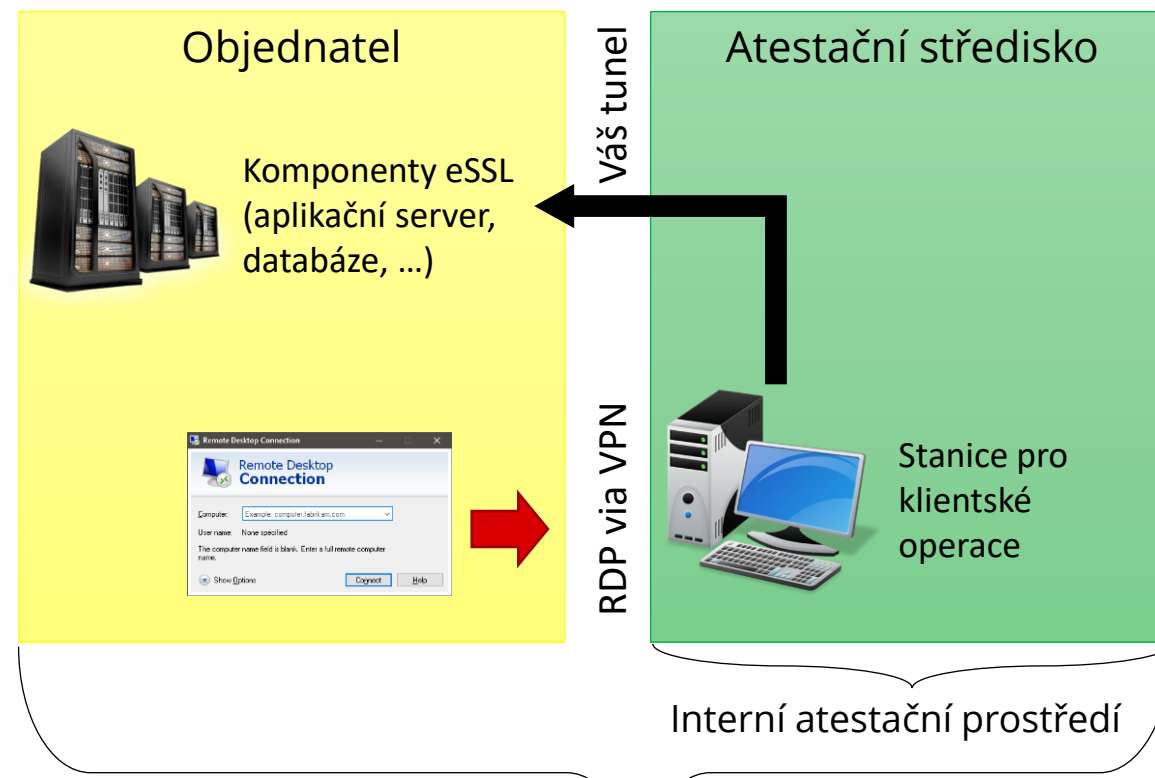 Objednatel
Komponenty eSSL
(aplikační server,
databáze, …)
Remote Desktop Connection
Remote Desktop
Connection
Computer:
Example: computer.fabrikam.com
User name:
None specified
The computer name field is blank. Enter a full remote computer
name.
Show Options
Connect
Help
Váš tunel
RDP via VPN
Atestační středisko
Stanice pro
klientské
operace
Interní atestační prostředí